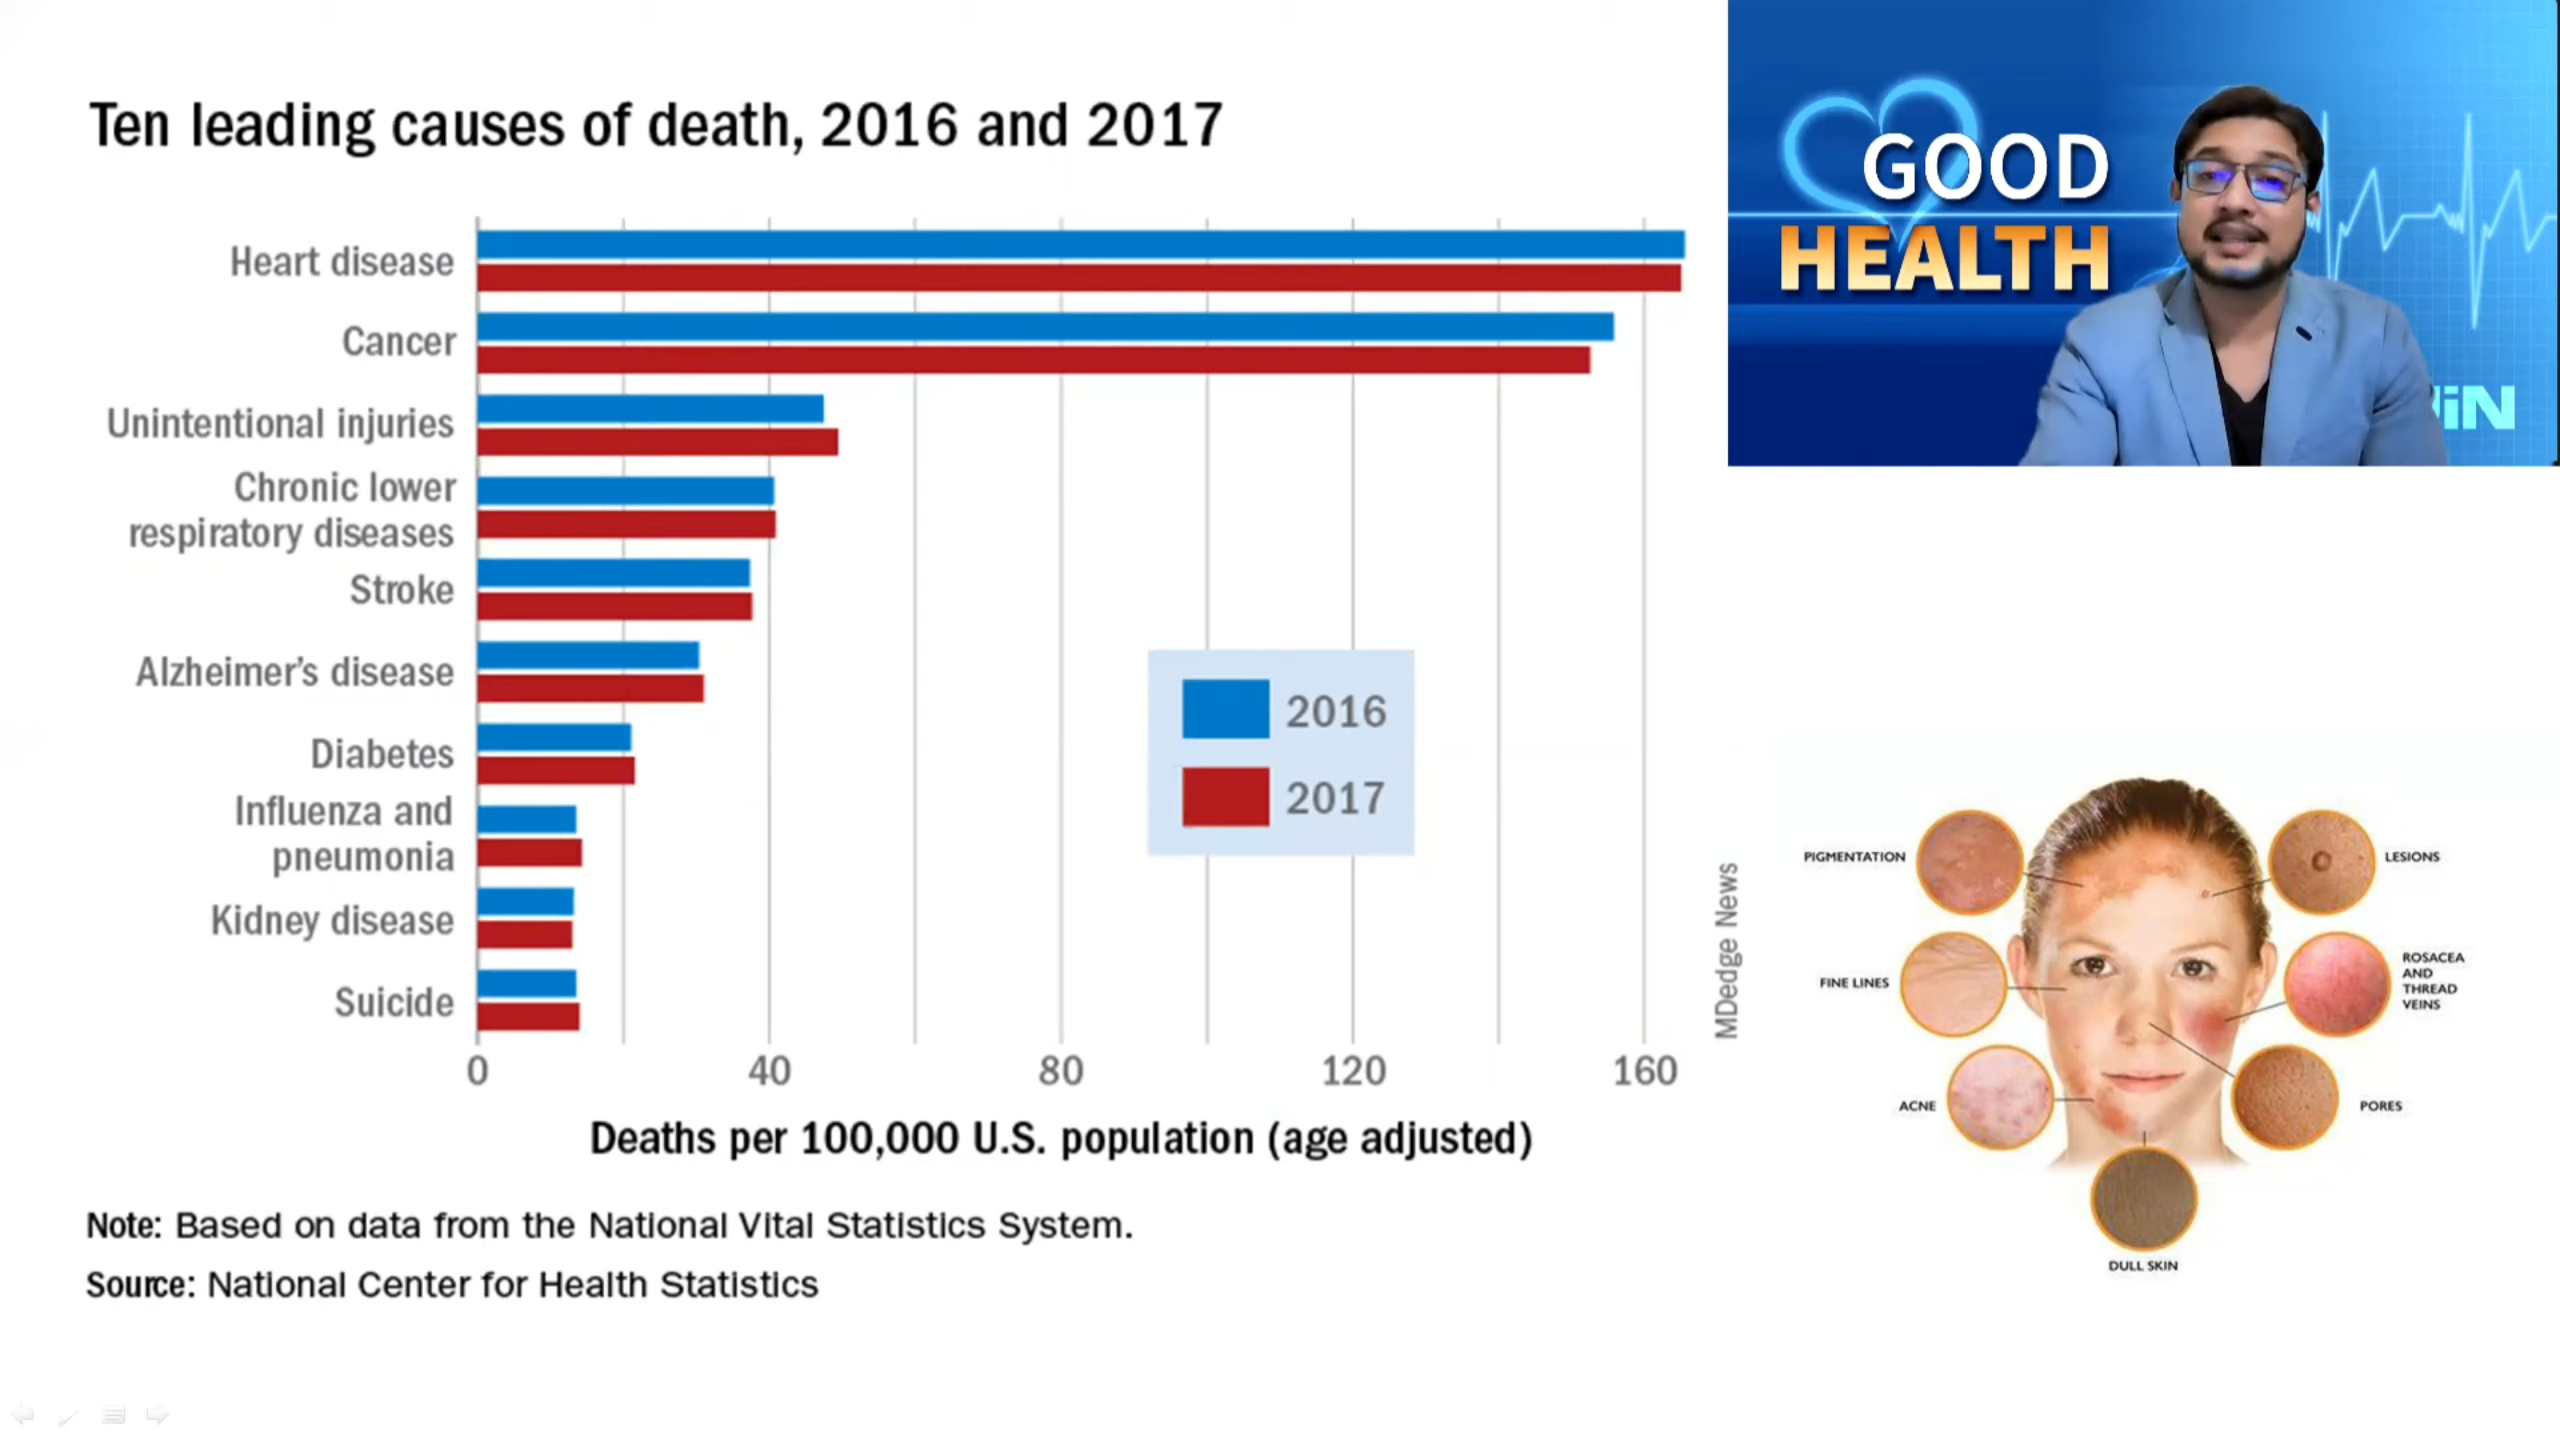 Ten leading causes of death, 2016 and 2017
Heart disease
Cancer
Unintentional injuries
Chronic lower
respiratory diseases
Stroke
Alzheimer’s disease
Diabetes
Influenza and
pneumonia
Kidney disease
Suicide
2016
2017
0 40 80 120 160
Deaths per 100,000 U.S. population (age adjusted)
Note: Based on data from the National Vital Statistics System.
Source: National Center for Health Statistics
MDedge News
GOOD
HEALTH
PIGMENTATION
LESIONS
FINE LINES
ROSACEA
AND
THREAD
VEINS
ACNE
PORES
DULL SKIN